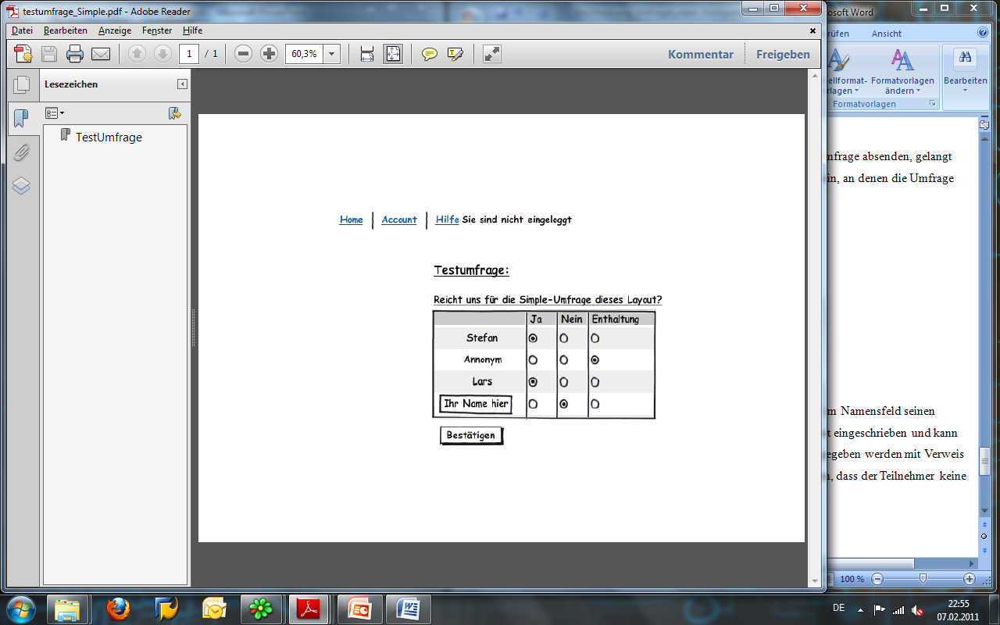 testumfrage_Simple.pdf - Adobe Reader
Datei Bearbeiten Anzeige Fenster Hilfe
1 / 1
60,3%
Kommentar
Freigeben
Lesezeichen
TestUmfrage
Home Account Hilfe Sie sind nicht eingeloggt
Testumfrage:
Reicht uns für die Simple-Umfrage dieses Layout?
Ja Nein Enthaltung
Stefan
Annonym
Lars
Ihr Name hier
Bestätigen
osoft Word
rüfen Ansicht
ellformat-
lagen
Formatvorlagen
ändern
Bearbeiten
Formatvorlagen
nfrage absenden, gelangt
in, an denen die Umfrage
m Namensfeld seinen
t eingeschrieben und kann
egeben werden mit Verweis
, dass der Teilnehmer keine
100 %
DE
22:55
07.02.2011